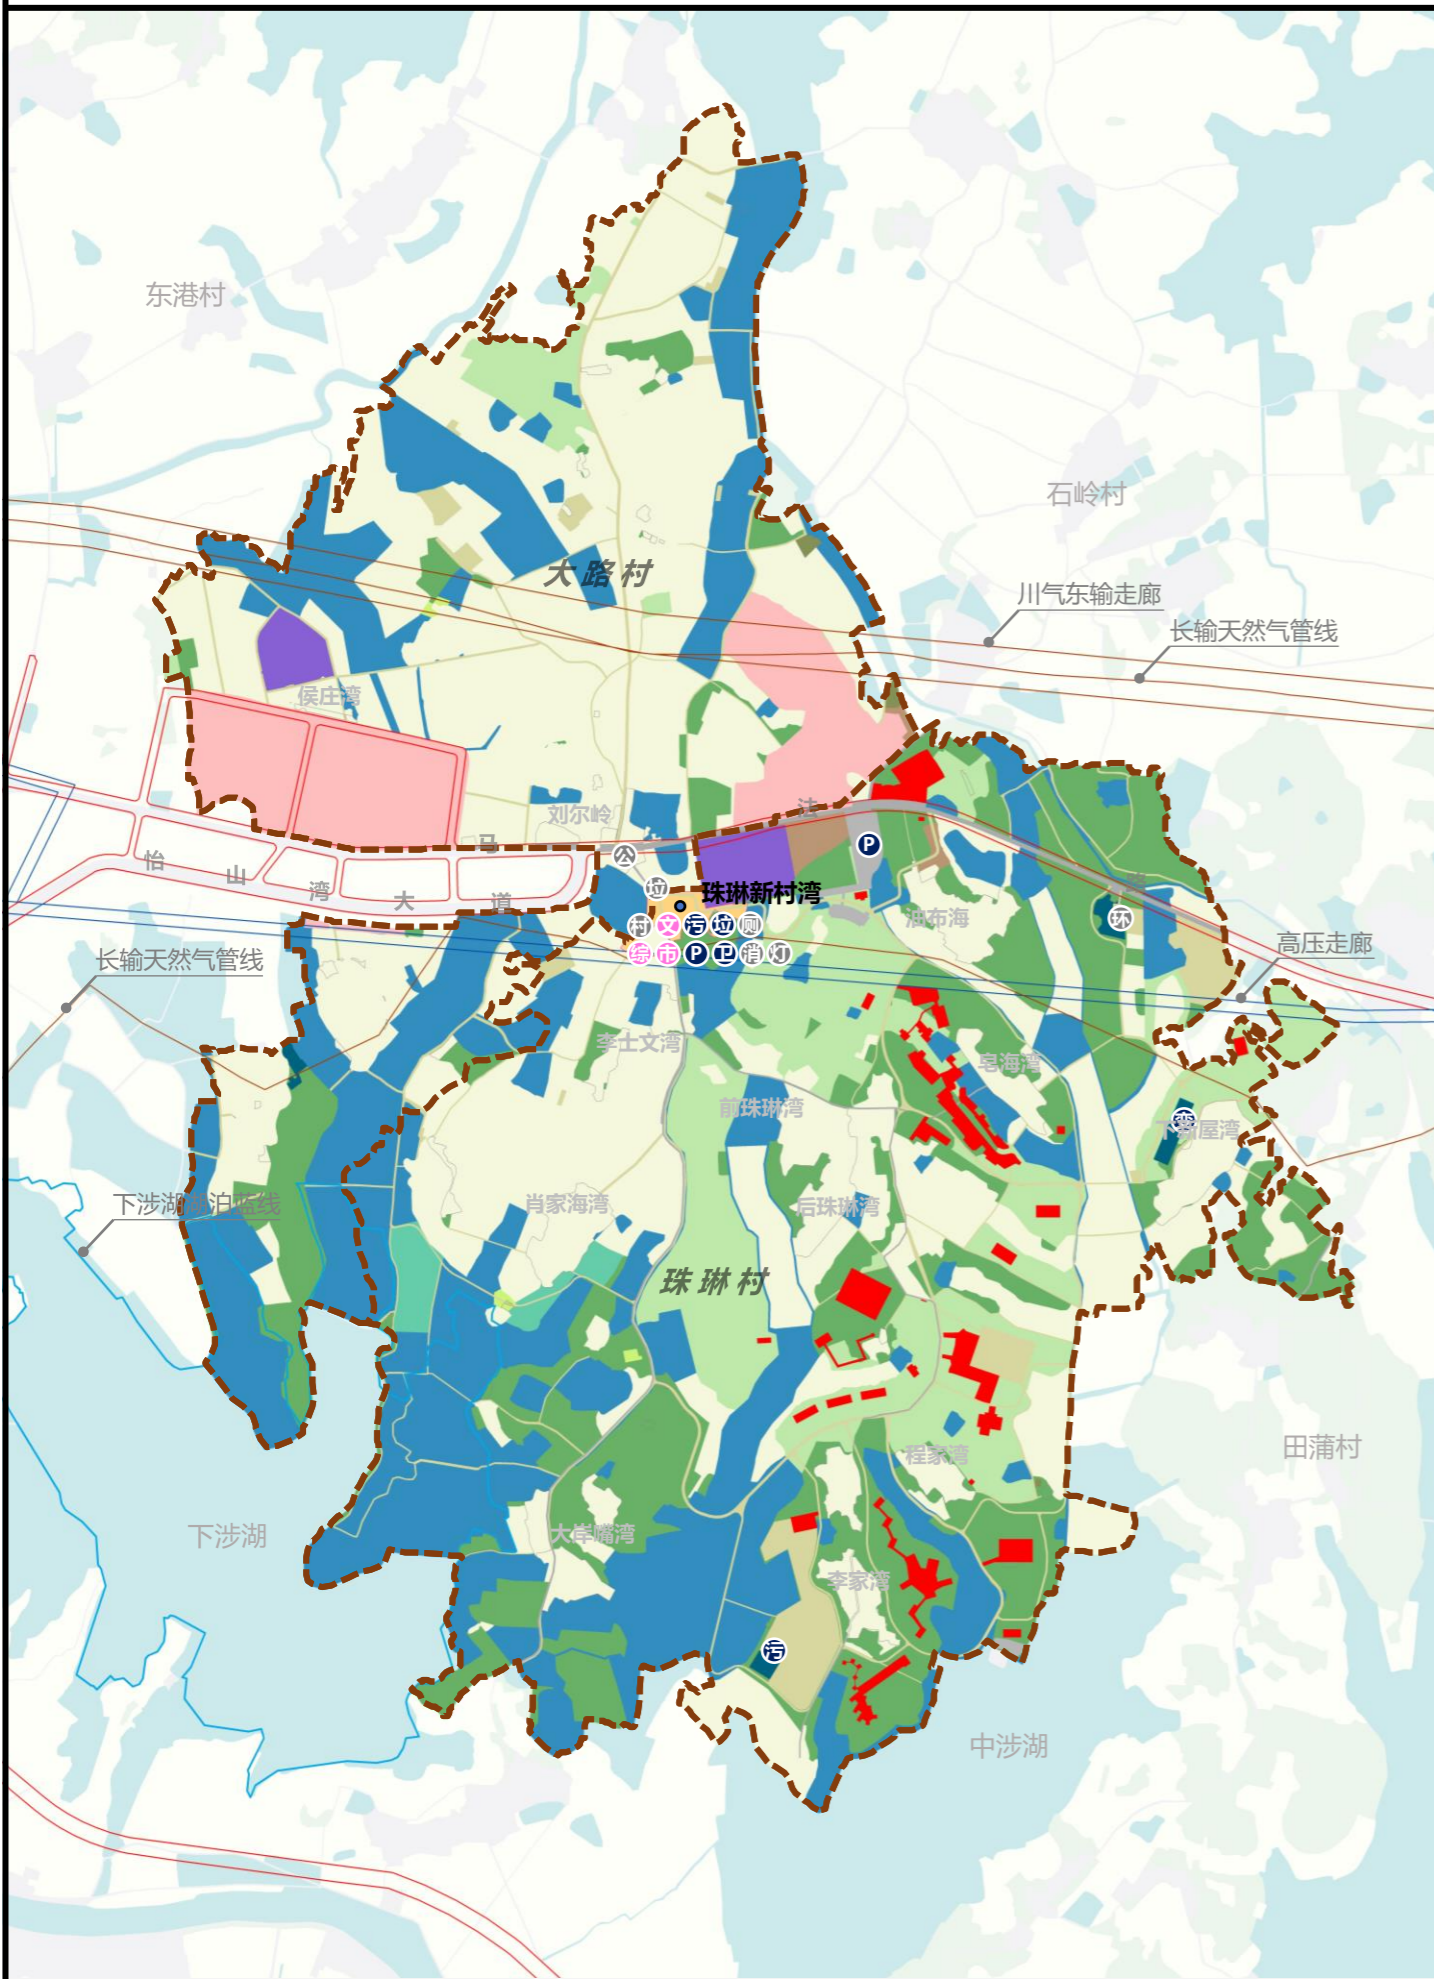 东港村
石岭村
大路村
川气东输走廊
长输天然气管线
侯庄湾
刘尔岭
法
马
公
P
怡山湾大道
路
垃
珠琳新村湾
村 文 污 垃 厕
综 市 P 卫 消 灯
油布海
环
高压走廊
长输天然气管线
李士文湾
皂海湾
前珠琳湾
下新屋湾
下涉湖湖泊蓝线
肖家海湾
后珠琳湾
珠琳村
程家湾
田蒲村
下涉湖
大岸嘴湾
李家湾
污
中涉湖